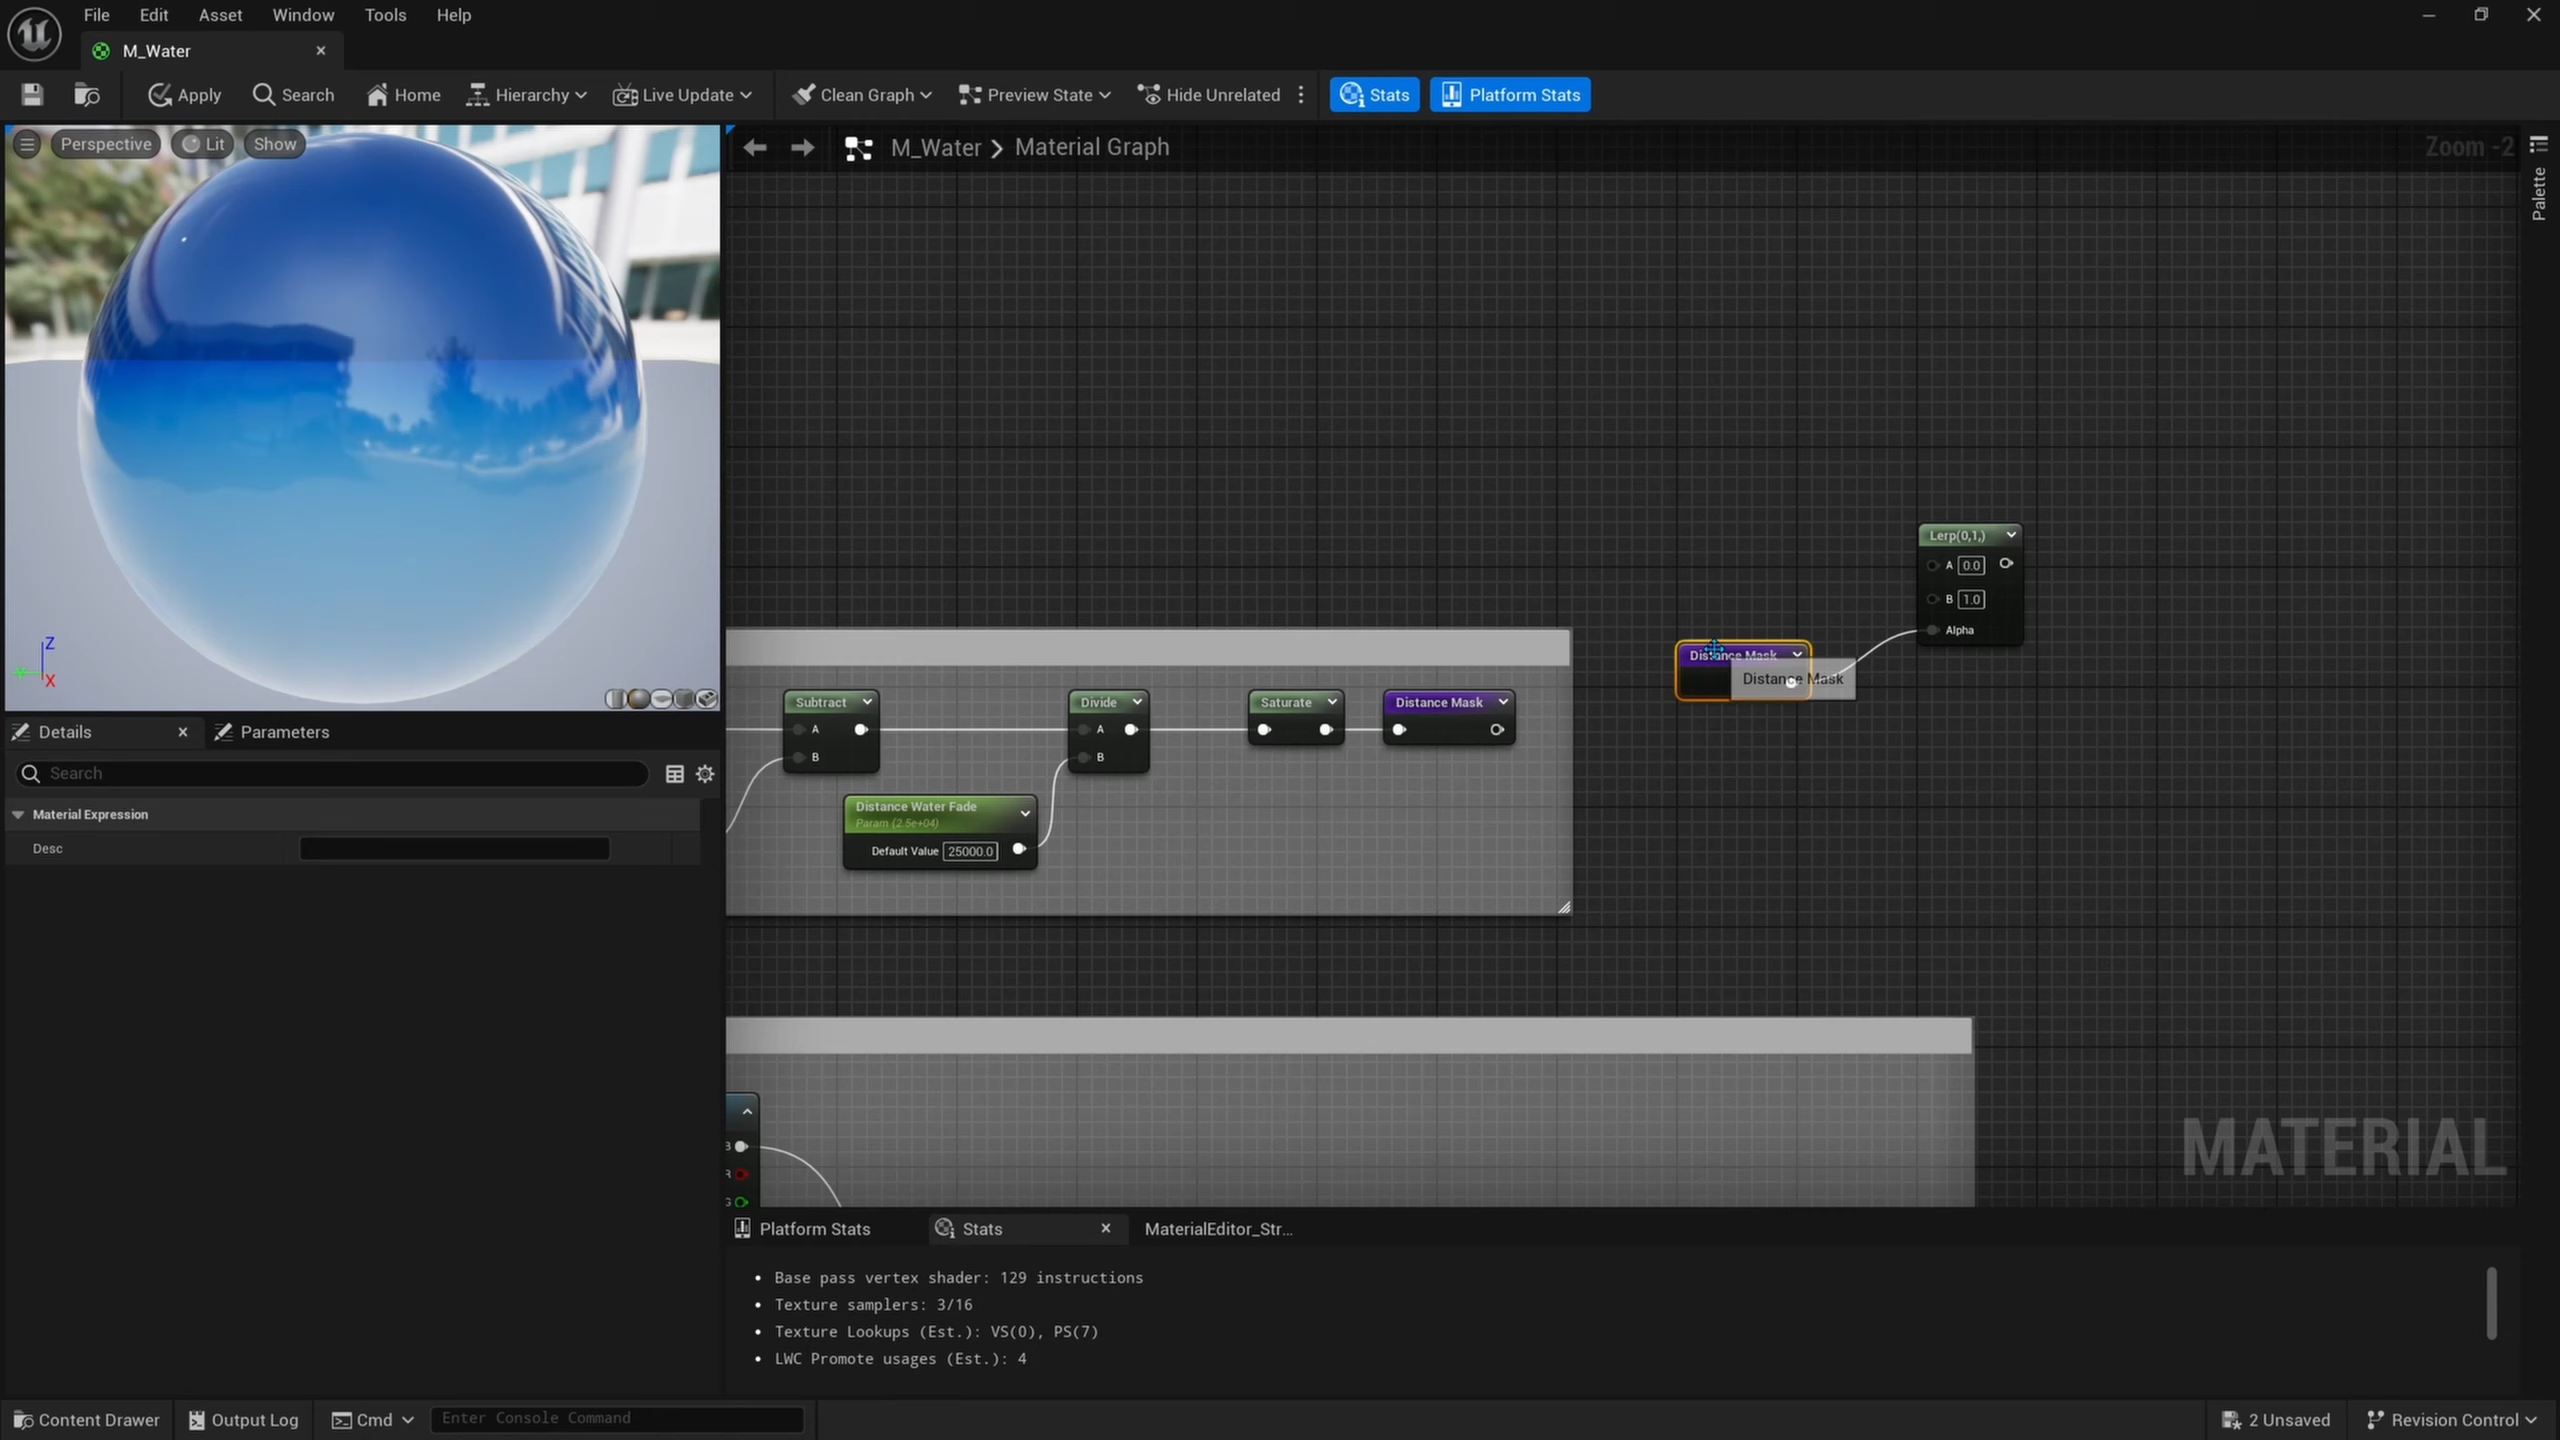 File Edit Asset Window Tools Help
M_Water
Apply Search Home Hierarchy Live Update Clean Graph Preview State Hide Unrelated Stats Platform Stats
Perspective Lit Show
M_Water > Material Graph
Zoom -2
Palette
Lerp(0,1,)
A 0.0
B 1.0
Alpha
Distance Mask
Distance Mask
Subtract
A
B
Divide
A
B
Saturate
Distance Mask
Distance Water Fade
Param (2.5e+04)
Default Value 25000.0
Z
X
Details Parameters
Search
Material Expression
Desc
B
R
G
MATERIAL
Platform Stats Stats MaterialEditor_Str...
• Base pass vertex shader: 129 instructions
• Texture samplers: 3/16
• Texture Lookups (Est.): VS(0), PS(7)
• LWC Promote usages (Est.): 4
Content Drawer Output Log Cmd Enter Console Command 2 Unsaved Revision Control